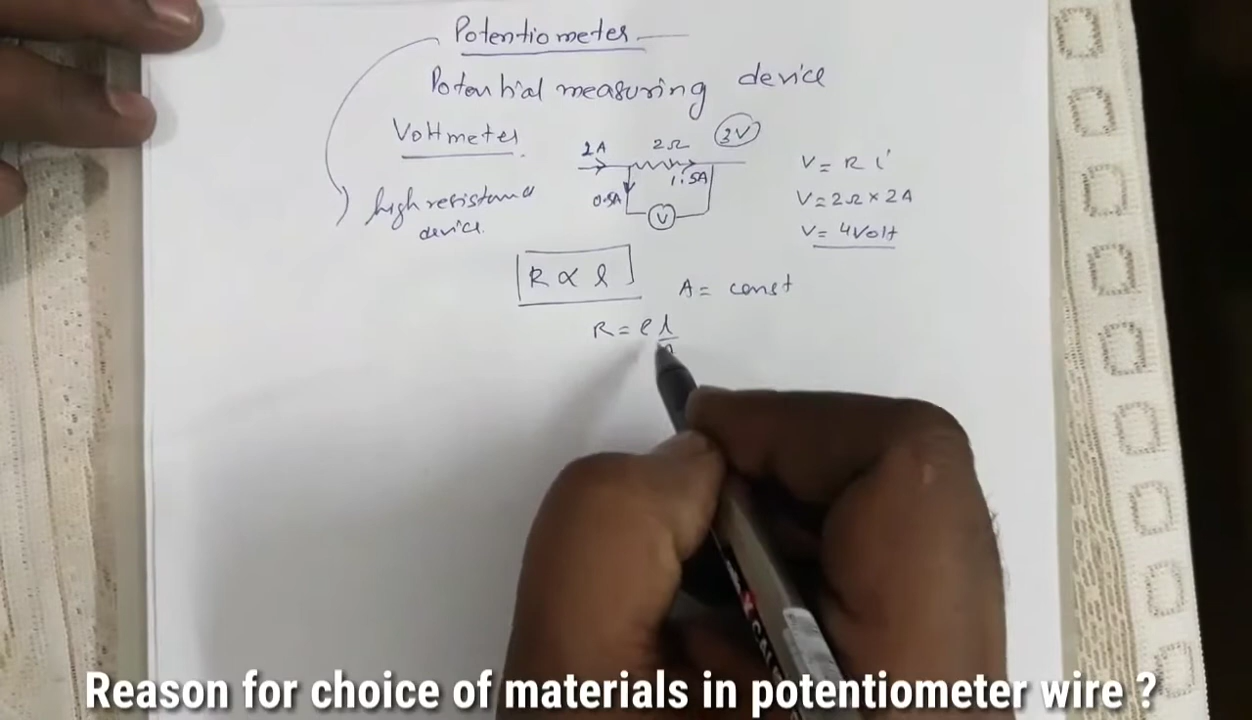 Potentiometer
Potential measuring device
Voltmeter
2A 2Ω 3V
1.5A
0.5A
V
V = R i
V = 2Ω × 2A
V = 4Volt
) high resistance
device.
R ∝ l
A = const
R = ρ l
Reason for choice of materials in potentiometer wire ?